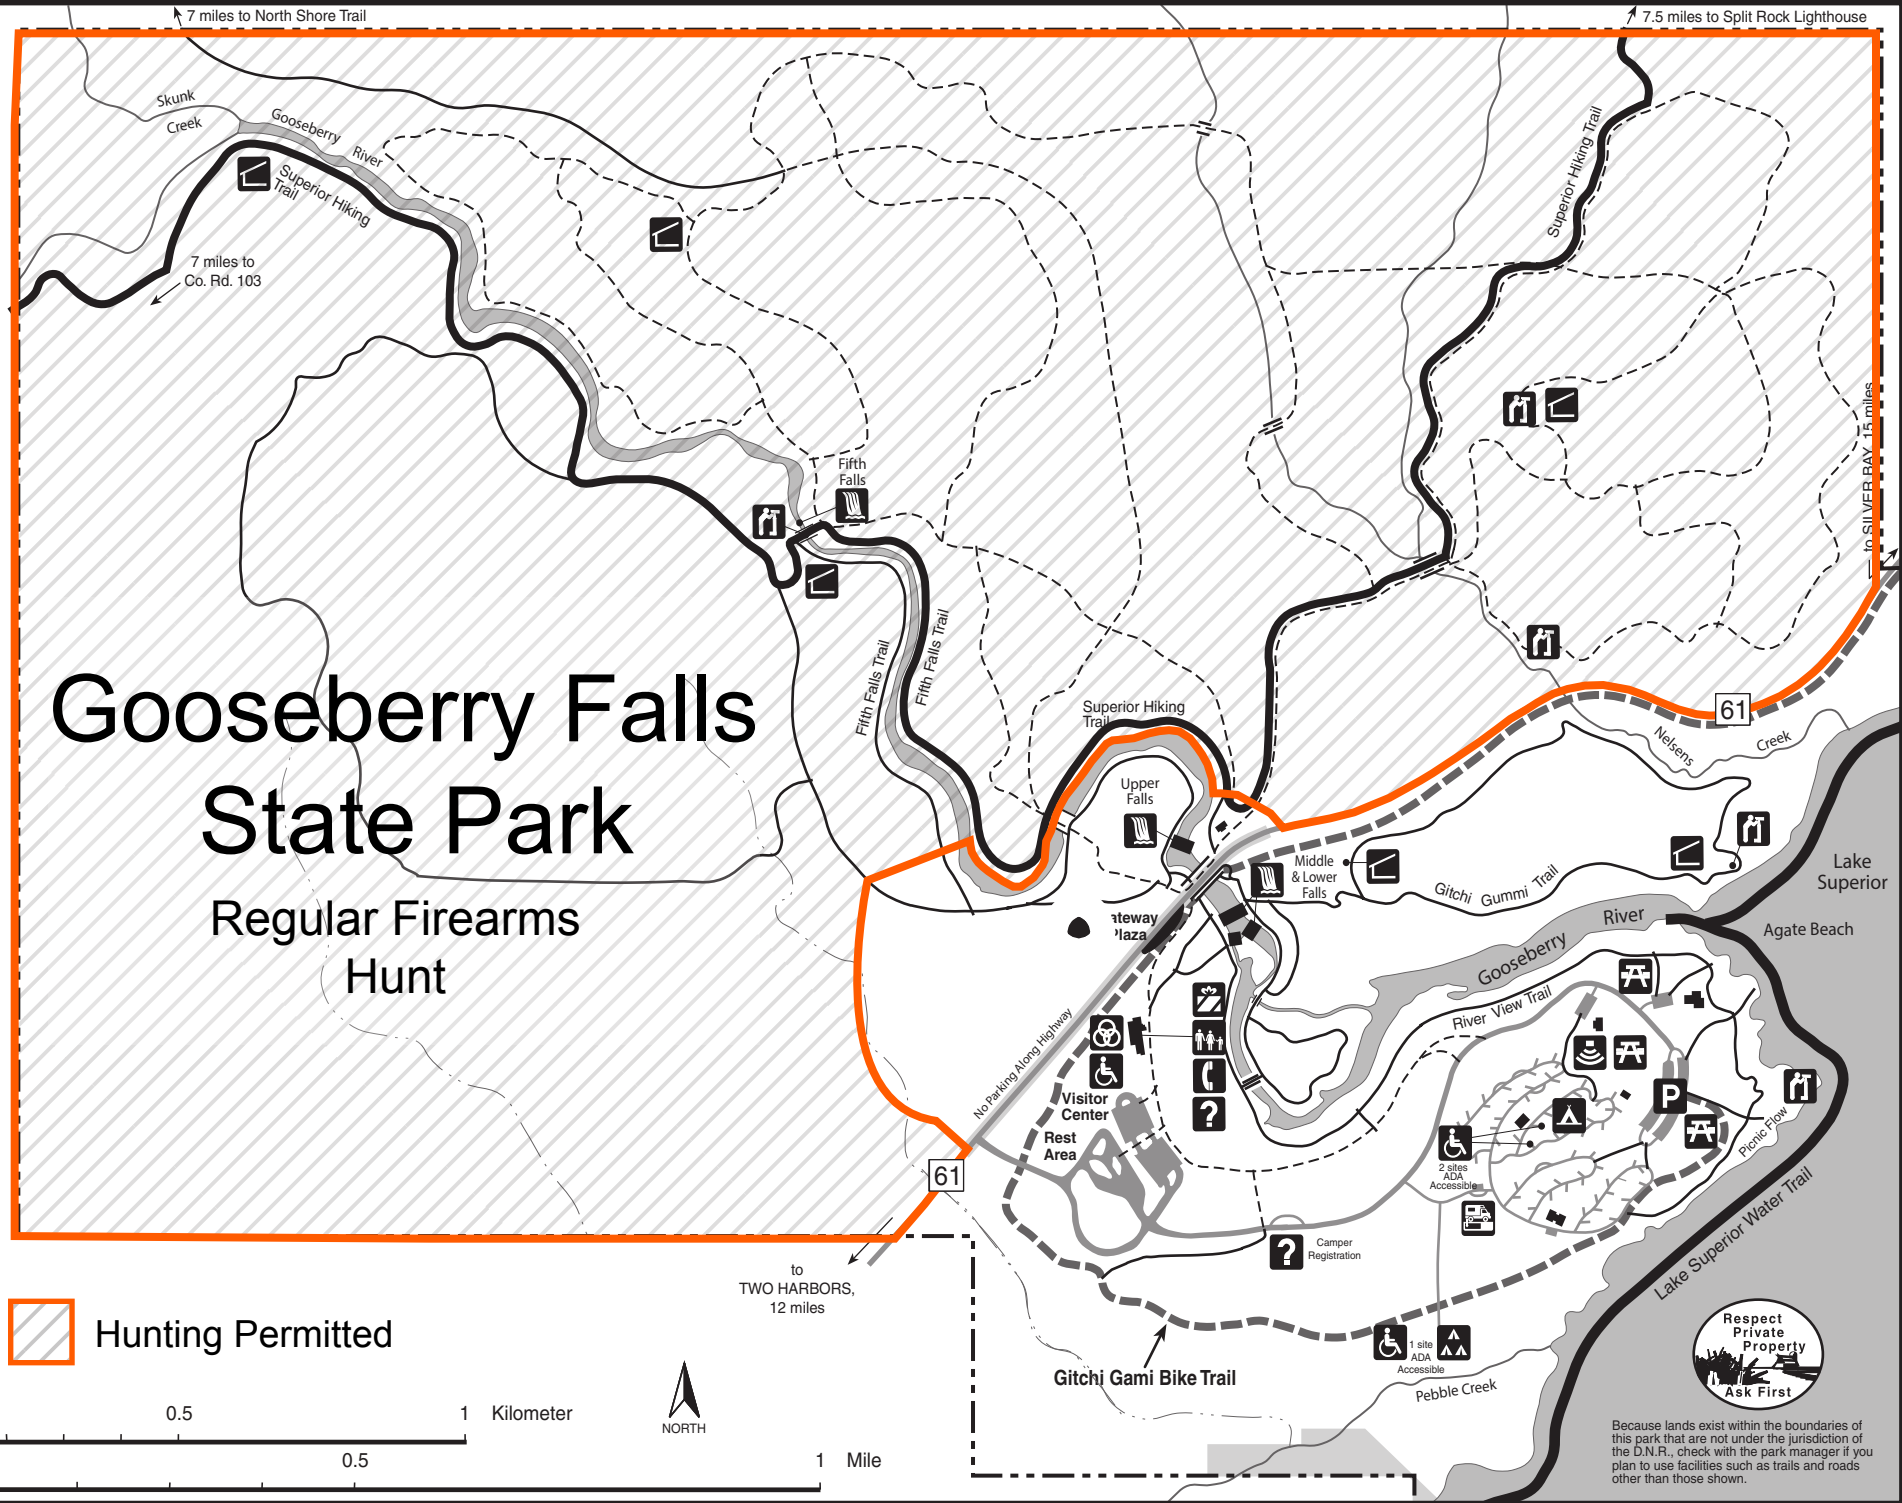 7 miles to North Shore Trail
7.5 miles to Split Rock Lighthouse
Skunk
Creek
Gooseberry
River
Superior Hiking
Trail
7 miles to
Co. Rd. 103
Superior Hiking Trail
to SILVER BAY, 15 miles
Fifth
Falls
Fifth Falls Trail
Fifth Falls Trail
Gooseberry Falls
State Park
Regular Firearms
Hunt
Superior Hiking
Trail
Upper
Falls
61
Nelsens
Creek
Middle
& Lower
Falls
Gitchi Gummi Trail
Lake
Superior
Agate Beach
Gooseberry
River
River View Trail
ateway
Plaza
No Parking Along Highway
Visitor
Center
Rest
Area
?
P
2 sites
ADA
Accessible
Picnic Flow
Lake Superior Water Trail
61
?
Camper
Registration
to
TWO HARBORS,
12 miles
1 site
ADA
Accessible
Gitchi Gami Bike Trail
Pebble Creek
Hunting Permitted
NORTH
0.5
1 Kilometer
0.5
1 Mile
Respect
Private
Property
Ask First
Because lands exist within the boundaries of
this park that are not under the jurisdiction of
the D.N.R., check with the park manager if you
plan to use facilities such as trails and roads
other than those shown.